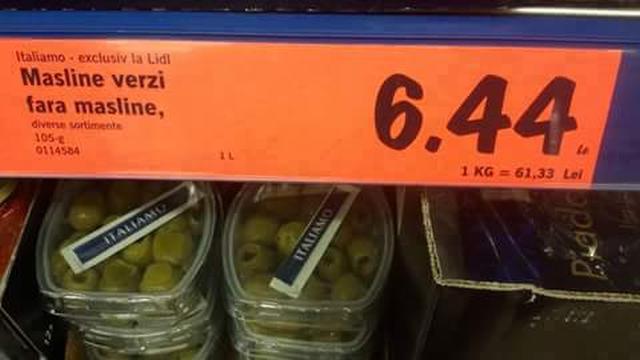 Italiamo - exclusiv la Lidl
Masline verzi
fara masline,
diverse sortimente
105-g
0114584
1 L
6.44
le
1 KG = 61,33 Lei
ITALIAMO
ITALIAMO